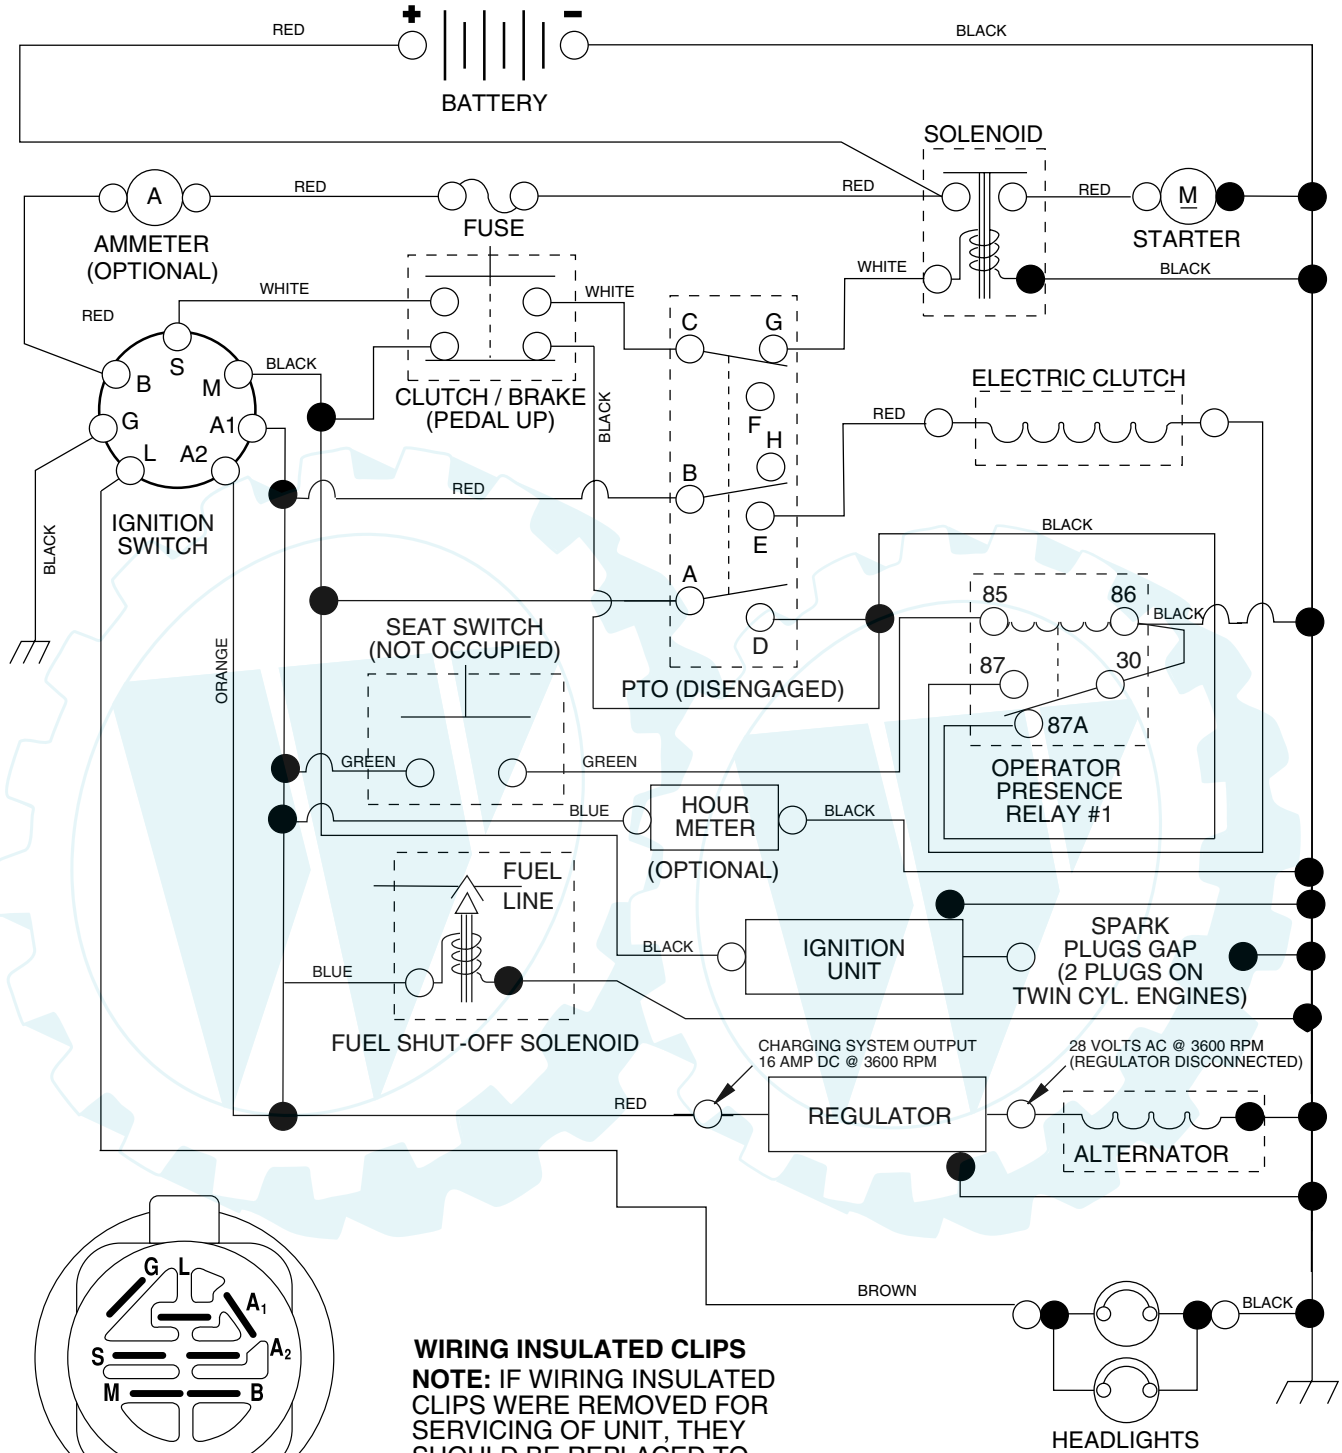 + -
RED
BLACK
BATTERY
SOLENOID
A
RED
RED
RED
M
FUSE
STARTER
AMMETER
(OPTIONAL)
WHITE
BLACK
WHITE
WHITE
RED
C G
S
B M
BLACK
ELECTRIC CLUTCH
CLUTCH / BRAKE
(PEDAL UP)
BLACK
RED
G A1
F
H
L A2
B
RED
IGNITION
SWITCH
BLACK
E
BLACK
A
85 86
BLACK
SEAT SWITCH
(NOT OCCUPIED)
ORANGE
D
87 30
PTO (DISENGAGED)
87A
GREEN
GREEN
OPERATOR
PRESENCE
RELAY #1
BLUE
HOUR
METER
BLACK
(OPTIONAL)
FUEL
LINE
BLACK
IGNITION
UNIT
SPARK
PLUGS GAP
(2 PLUGS ON
TWIN CYL. ENGINES)
BLUE
FUEL SHUT-OFF SOLENOID
CHARGING SYSTEM OUTPUT
16 AMP DC @ 3600 RPM
28 VOLTS AC @ 3600 RPM
(REGULATOR DISCONNECTED)
RED
REGULATOR
ALTERNATOR
G L
A1
S A2
M B
BROWN
BLACK
HEADLIGHTS
WIRING INSULATED CLIPS
NOTE: IF WIRING INSULATED
CLIPS WERE REMOVED FOR
SERVICING OF UNIT, THEY
SHOULD BE REPLACED TO